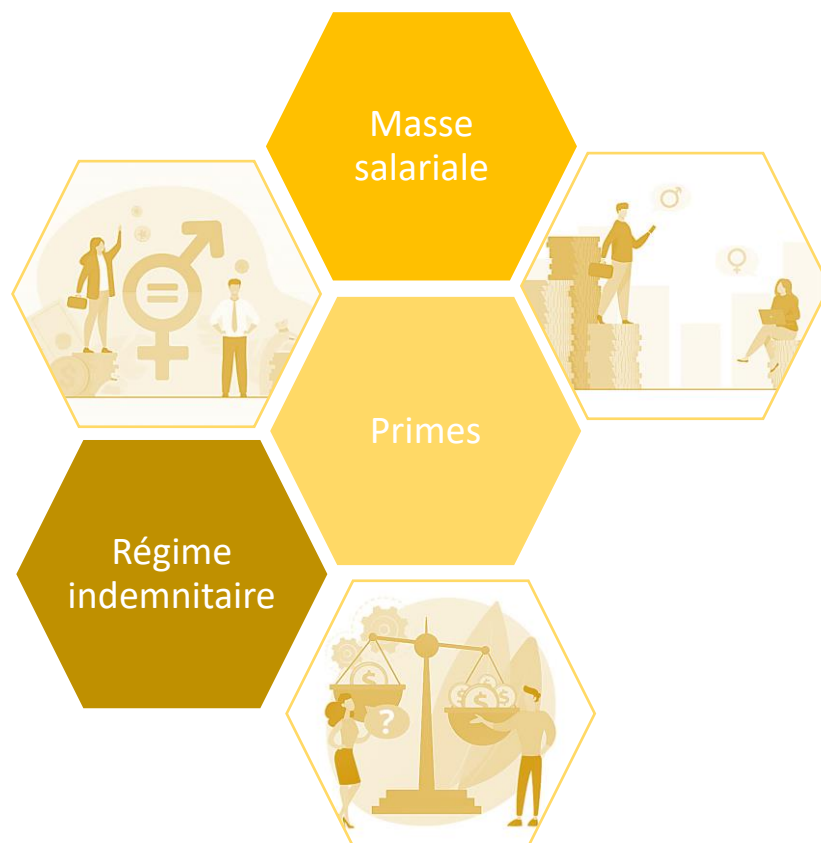 Masse
salariale
Primes
Régime
indemnitaire
$
$
$
$
?